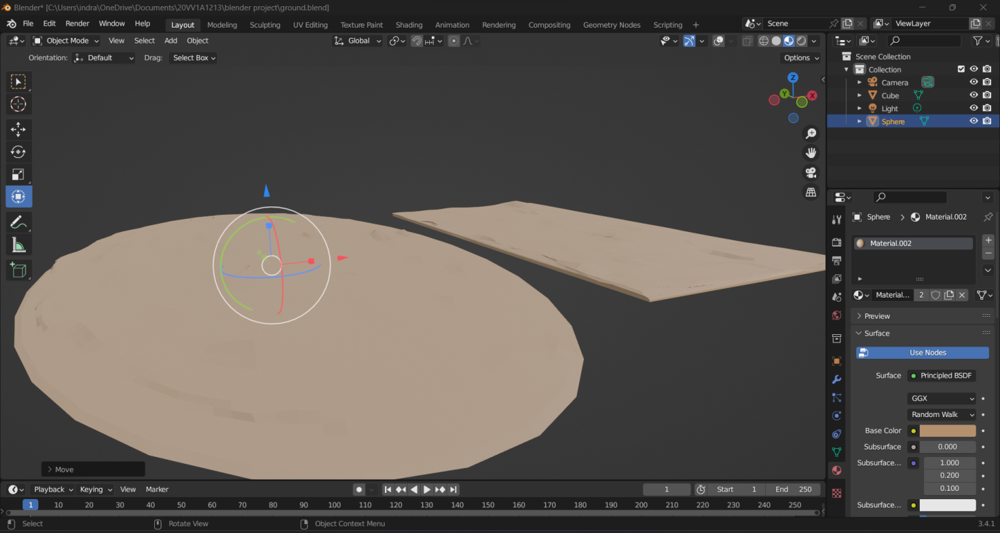 Blender* [C:\Users\indra\OneDrive\Documents\20VV1A1213\blender project\ground.blend]
File Edit Render Window Help Layout Modeling Sculpting UV Editing Texture Paint Shading Animation Rendering Compositing Geometry Nodes Scripting + Scene ViewLayer
Object Mode View Select Add Object Global
Orientation: Default Drag: Select Box Options
Scene Collection
Collection
Camera
Cube
Light
Sphere
Z
Y
X
Sphere > Material.002
Material.002
Material... 2
Preview
Surface
Use Nodes
Surface Principled BSDF
GGX
Random Walk
Base Color
Subsurface 0.000
Subsurface... 1.000
0.200
0.100
Subsurface...
> Move
Playback Keying View Marker 1 Start 1 End 250
1 10 20 30 40 50 60 70 80 90 100 110 120 130 140 150 160 170 180 190 200 210 220 230 240 250
Select Rotate View Object Context Menu 3.4.1